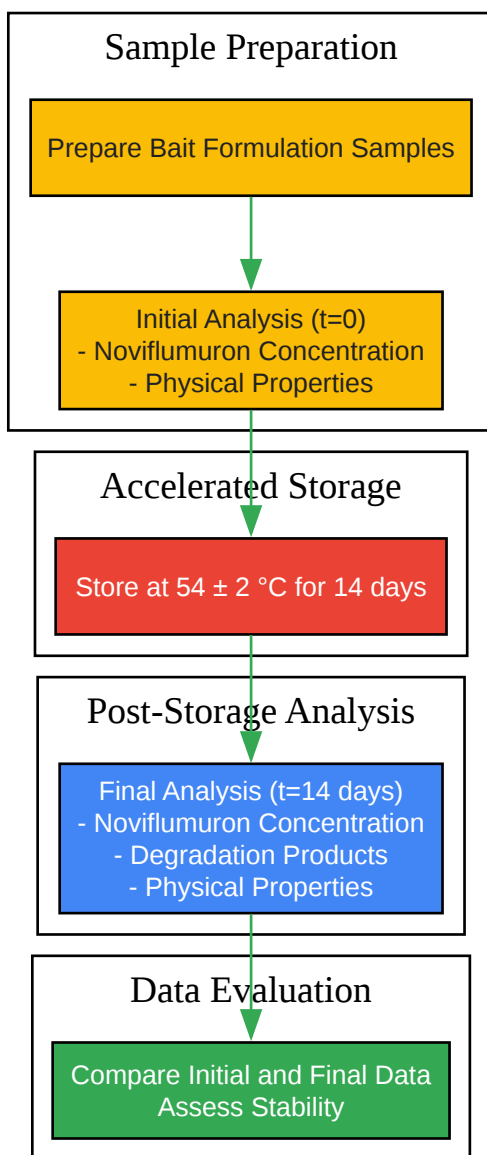 Sample Preparation
Prepare Bait Formulation Samples
Initial Analysis (t=0)
- Noviflumuron Concentration
- Physical Properties
Accelerated Storage
Store at 54 ± 2 °C for 14 days
Post-Storage Analysis
Final Analysis (t=14 days)
- Noviflumuron Concentration
- Degradation Products
- Physical Properties
Data Evaluation
Compare Initial and Final Data
Assess Stability